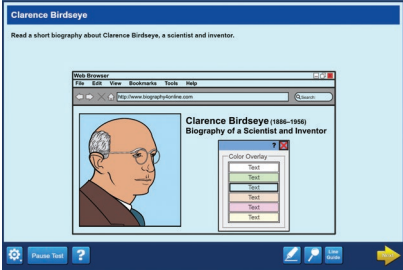 Clarence Birdseye
Read a short biography about Clarence Birdseye, a scientist and inventor.
Web Browser
File Edit View Bookmarks Tools Help
http://www.biography4online.com
Search
Clarence Birdseye (1886–1956)
Biography of a Scientist and Inventor
?
Color Overlay
Text
Text
Text
Text
Text
Text
Pause Test
?
Line
Guide